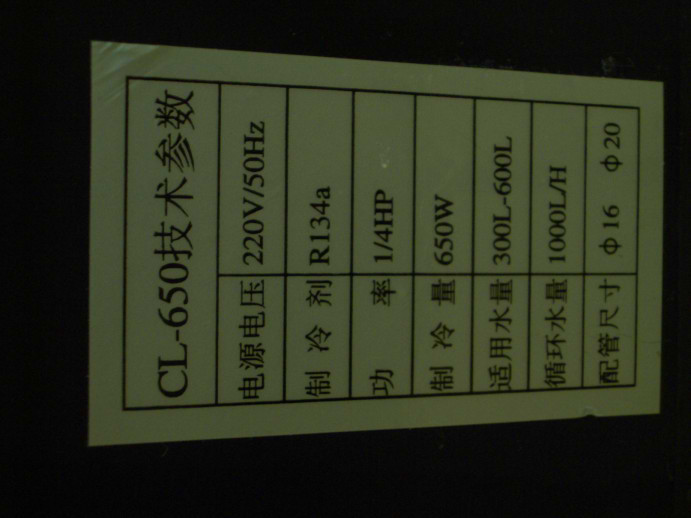 CL-650技术参数
电源电压 220V/50Hz
制冷剂 R134a
功率 1/4HP
制冷量 650W
适用水量 300L-600L
循环水量 1000L/H
配管尺寸 Φ16 Φ20